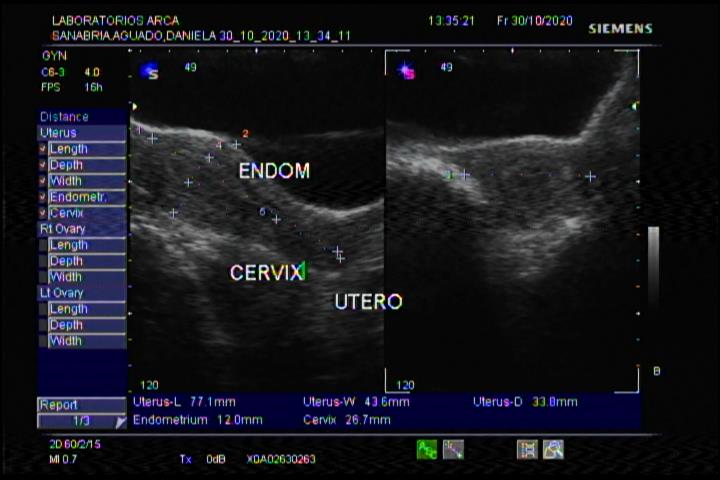 LABORATORIOS ARCA
13:35:21 Fr 30/10/2020
SIEMENS
SANABRIA,AGUADO,DANIELA 30_10_2020_13_34_11
GYN
C6-3 4.0
FPS 16h
S 49
S 49
Distance
Uterus
Length
Depth
Width
Endometr.
Cervix
Rt Ovary
Length
Depth
Width
Lt Ovary
Length
Depth
Width
2
4
ENDOM
CERVIX
UTERO
120
120
B
Report
1/3
Uterus-L 77.1mm Uterus-W 43.6mm Uterus-D 33.8mm
Endometrium 12.0mm Cervix 26.7mm
2D 60/2/15
MI 0.7 Tx 0dB X0A02630263